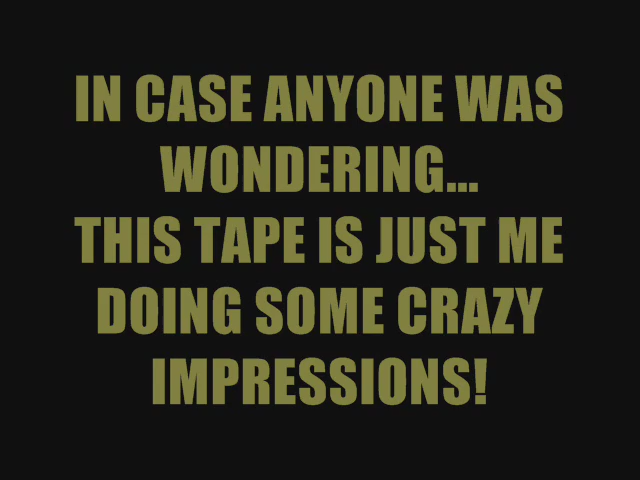 IN CASE ANYONE WAS
WONDERING...
THIS TAPE IS JUST ME
DOING SOME CRAZY
IMPRESSIONS!